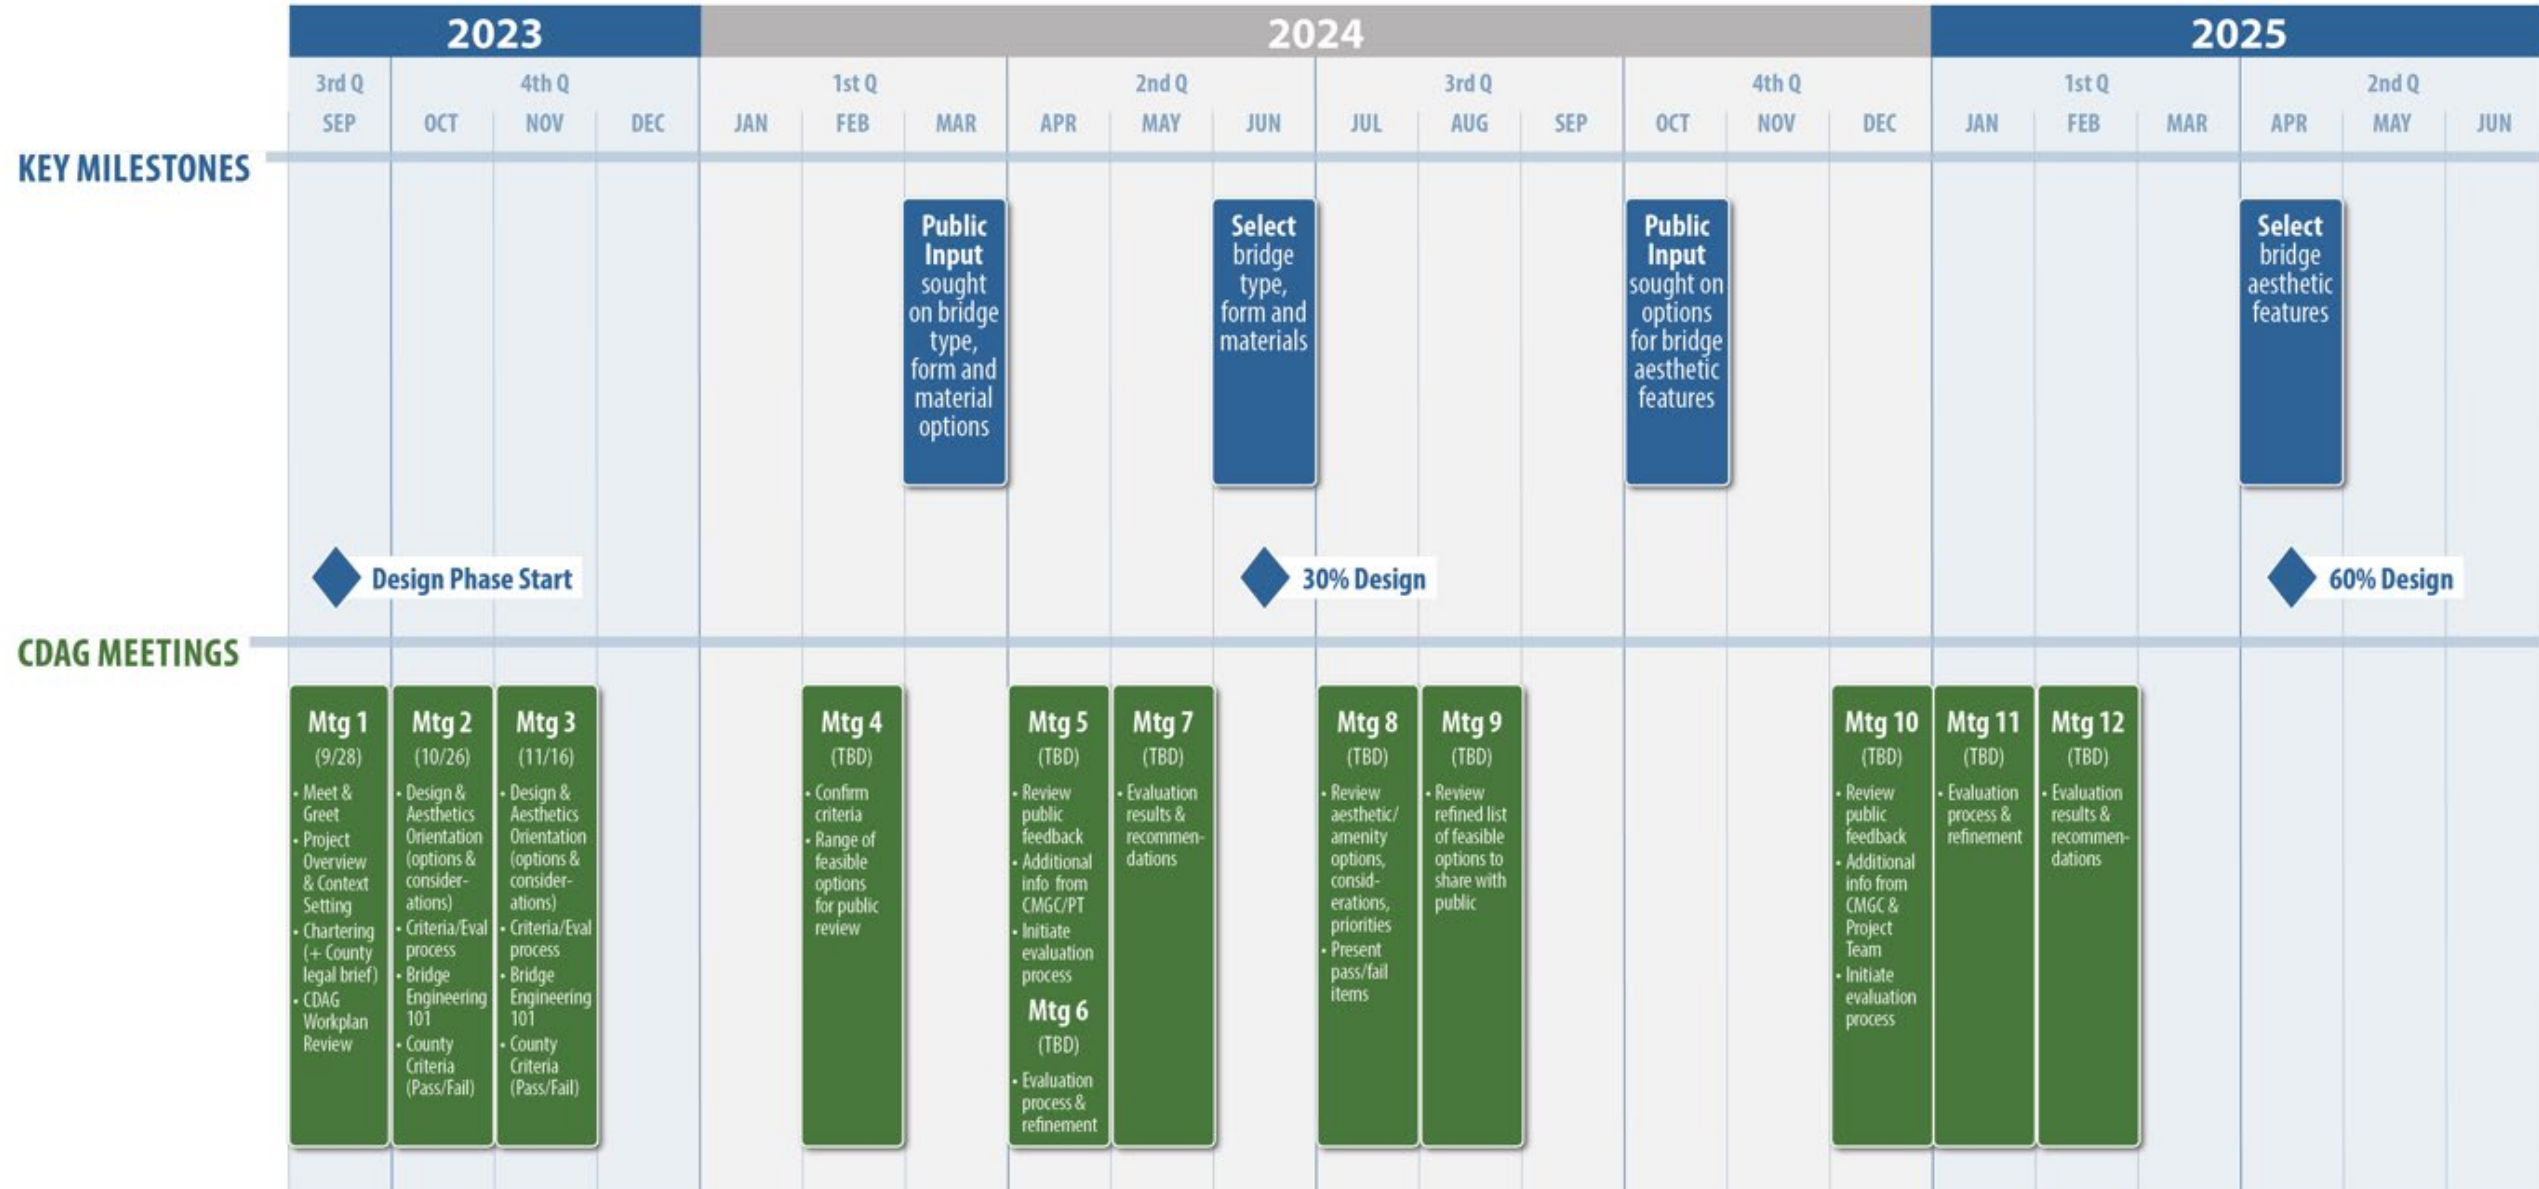 2023
2024
2025
3rd Q
4th Q
1st Q
2nd Q
3rd Q
4th Q
1st Q
2nd Q
SEP
OCT
NOV
DEC
JAN
FEB
MAR
APR
MAY
JUN
JUL
AUG
SEP
OCT
NOV
DEC
JAN
FEB
MAR
APR
MAY
JUN
KEY MILESTONES
Public
Input
sought
on bridge
type,
form and
material
options
Select
bridge
type,
form and
materials
Public
Input
sought on
options
for bridge
aesthetic
features
Select
bridge
aesthetic
features
Design Phase Start
30% Design
60% Design
CDAG MEETINGS
Mtg 1
(9/28)
• Meet &
Greet
• Project
Overview
& Context
Setting
• Chartering
(+ County
legal brief)
• CDAG
Workplan
Review
Mtg 2
(10/26)
• Design &
Aesthetics
Orientation
(options &
consider-
ations)
• Criteria/Eval
process
• Bridge
Engineering
101
• County
Criteria
(Pass/Fail)
Mtg 3
(11/16)
• Design &
Aesthetics
Orientation
(options &
consider-
ations)
• Criteria/Eval
process
• Bridge
Engineering
101
• County
Criteria
(Pass/Fail)
Mtg 4
(TBD)
• Confirm
criteria
• Range of
feasible
options
for public
review
Mtg 5
(TBD)
• Review
public
feedback
• Additional
info from
CMGC/PT
• Initiate
evaluation
process
Mtg 6
(TBD)
• Evaluation
process &
refinement
Mtg 7
(TBD)
• Evaluation
results &
recommen-
dations
Mtg 8
(TBD)
• Review
aesthetic/
amenity
options,
consid-
erations,
priorities
• Present
pass/fail
items
Mtg 9
(TBD)
• Review
refined list
of feasible
options to
share with
public
Mtg 10
(TBD)
• Review
public
feedback
• Additional
info from
CMGC &
Project
Team
• Initiate
evaluation
process
Mtg 11
(TBD)
• Evaluation
process &
refinement
Mtg 12
(TBD)
• Evaluation
results &
recommen-
dations